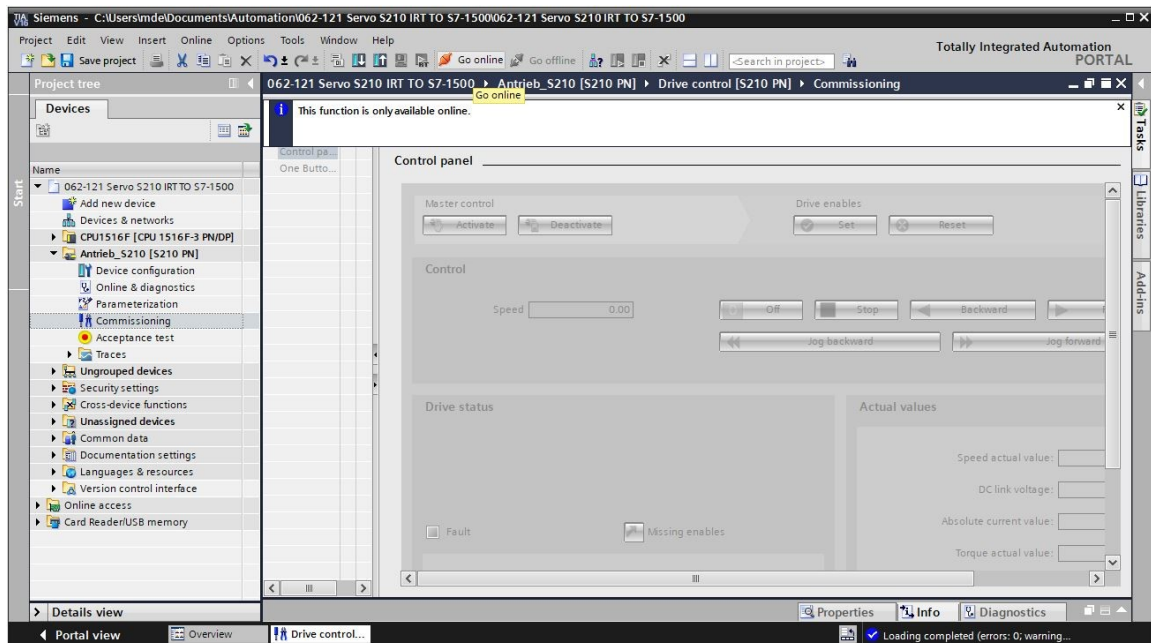 Siemens - C:\Users\mde\Documents\Automation\062-121 Servo S210 IRT TO S7-1500\062-121 Servo S210 IRT TO S7-1500
Project Edit View Insert Online Options Tools Window Help
Totally Integrated Automation
PORTAL
Save project
Go online
Go offline
<Search in project>
Project tree
062-121 Servo S210 IRT TO S7-1500 Antrieb_S210 [S210 PN] Drive control [S210 PN] Commissioning
Go online
Devices
This function is only available online.
Name
062-121 Servo S210 IRT TO S7-1500
Add new device
Devices & networks
CPU1516F [CPU 1516F-3 PN/DP]
Antrieb_S210 [S210 PN]
Device configuration
Online & diagnostics
Parameterization
Commissioning
Acceptance test
Traces
Ungrouped devices
Security settings
Cross-device functions
Unassigned devices
Common data
Documentation settings
Languages & resources
Version control interface
Online access
Card Reader/USB memory
Start
Control pa...
One Butto...
Control panel
Master control
Activate
Deactivate
Drive enables
Set
Reset
Control
Speed
0.00
Off
Stop
Backward
Jog backward
Jog forward
Drive status
Actual values
Speed actual value:
DC link voltage:
Absolute current value:
Torque actual value:
Fault
Missing enables
Tasks
Libraries
Add-ins
Details view
Properties
Info
Diagnostics
Portal view
Overview
Drive control...
Loading completed (errors: 0; warning...